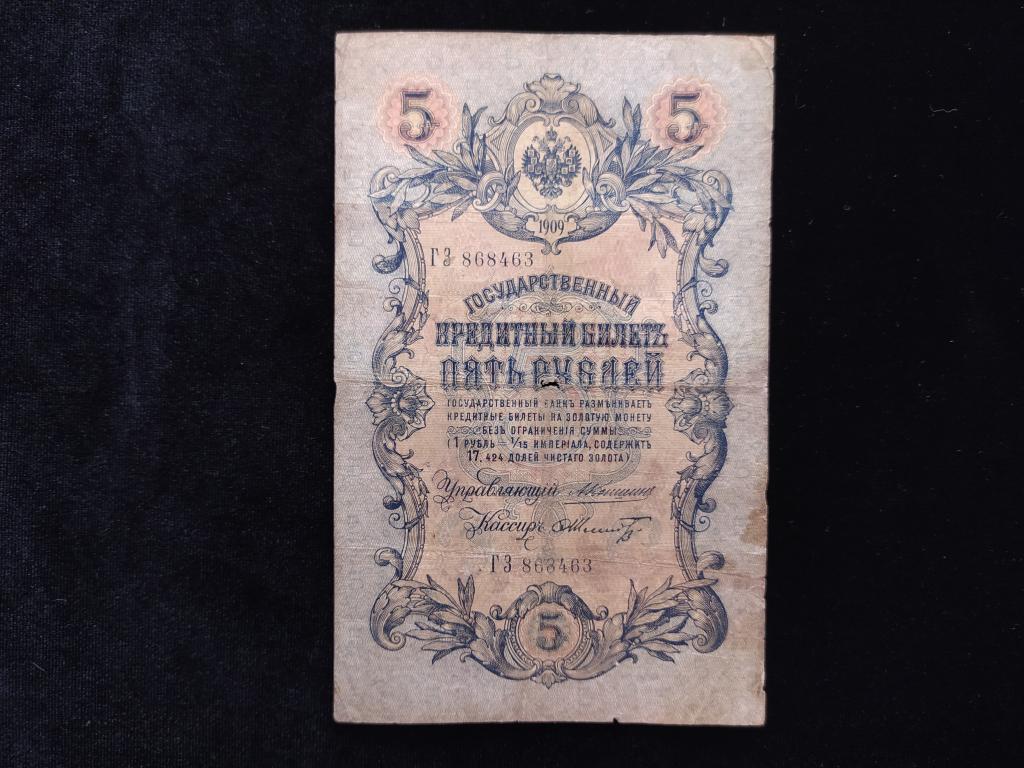 5 5
1909
ГЗ 868463
ГОСУДАРСТВЕННЫЙ
КРЕДИТНЫЙ БИЛЕТЪ
ПЯТЬ РУБЛЕЙ
ГОСУДАРСТВЕННЫЙ БАНКЪ РАЗМѢНИВАЕТЪ
КРЕДИТНЫЕ БИЛЕТЫ НА ЗОЛОТУЮ МОНЕТУ
БЕЗЪ ОГРАНИЧЕНІЯ СУММЫ
(1 РУБЛЬ = 1/15 ИМПЕРІАЛА, СОДЕРЖИТЪ
17,424 ДОЛЕЙ ЧИСТАГО ЗОЛОТА)
Управляющій
Кассиръ
ГЗ 868463
5